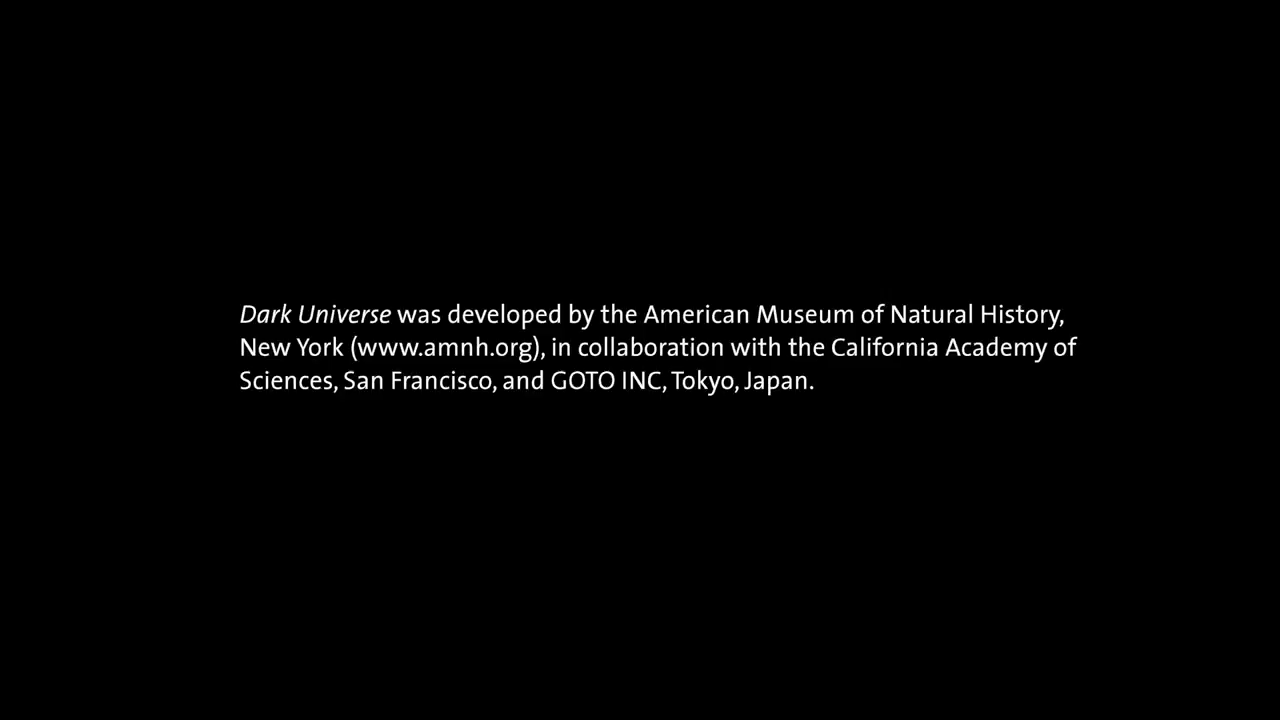 Dark Universe was developed by the American Museum of Natural History,
New York (www.amnh.org), in collaboration with the California Academy of
Sciences, San Francisco, and GOTO INC, Tokyo, Japan.